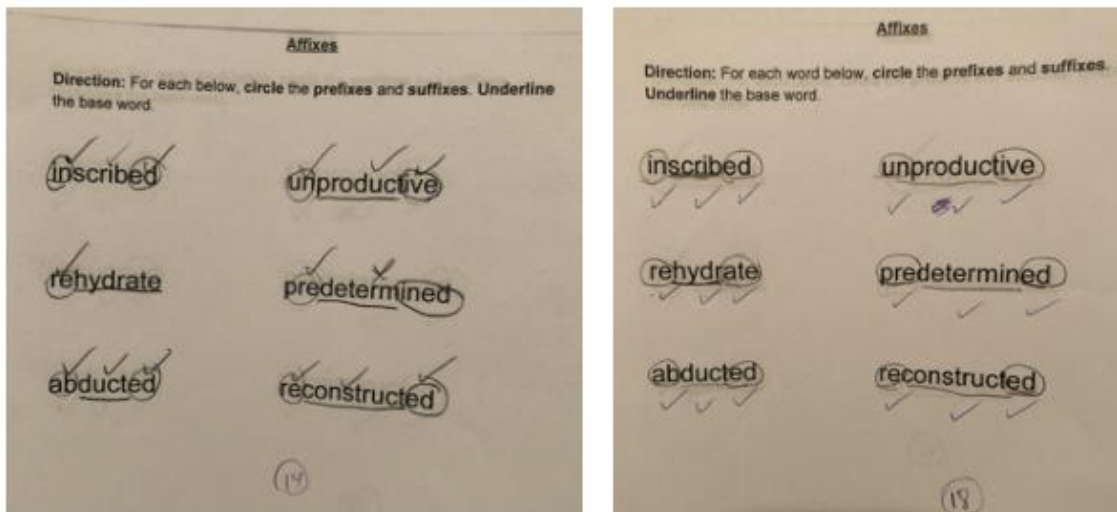 Affixes
Direction: For each below, circle the prefixes and suffixes. Underline
the base word.
inscribed unproductive
rehydrate predetermined
abducted reconstructed
14
Affixes
Direction: For each word below, circle the prefixes and suffixes.
Underline the base word.
inscribed unproductive
rehydrate predetermined
abducted reconstructed
18